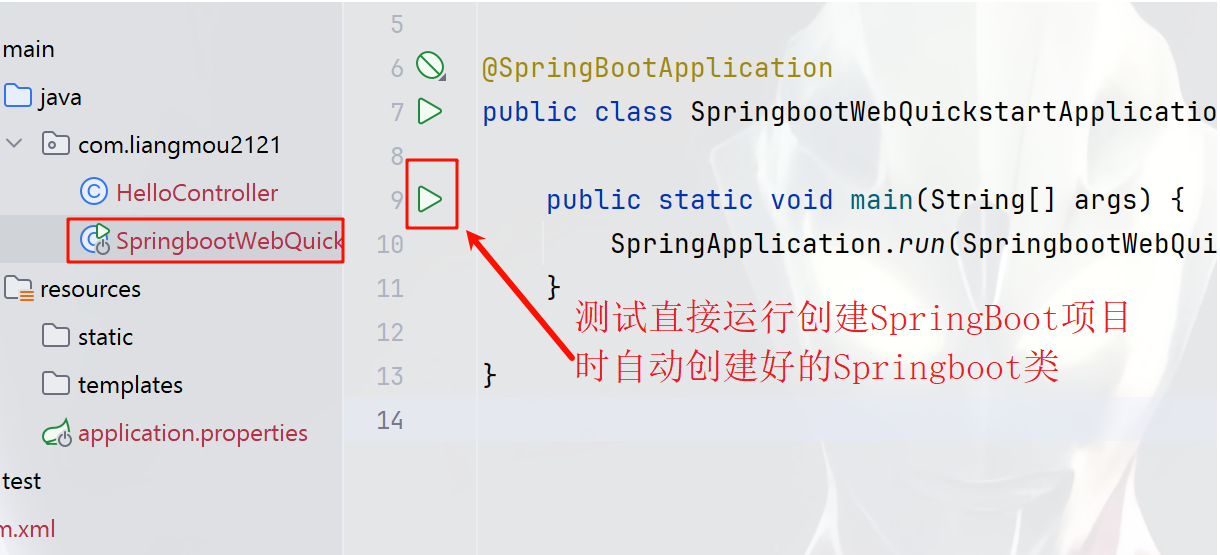 main
java
com.liangmou2121
HelloController
SpringbootWebQuick
resources
static
templates
application.properties
test
m.xml
5
6 @SpringBootApplication
7 public class SpringbootWebQuickstartApplicatio
8
9 public static void main(String[] args) {
10 SpringApplication.run(SpringbootWebQui
11 }
12
13 }
14
测试直接运行创建SpringBoot项目
时自动创建好的Springboot类